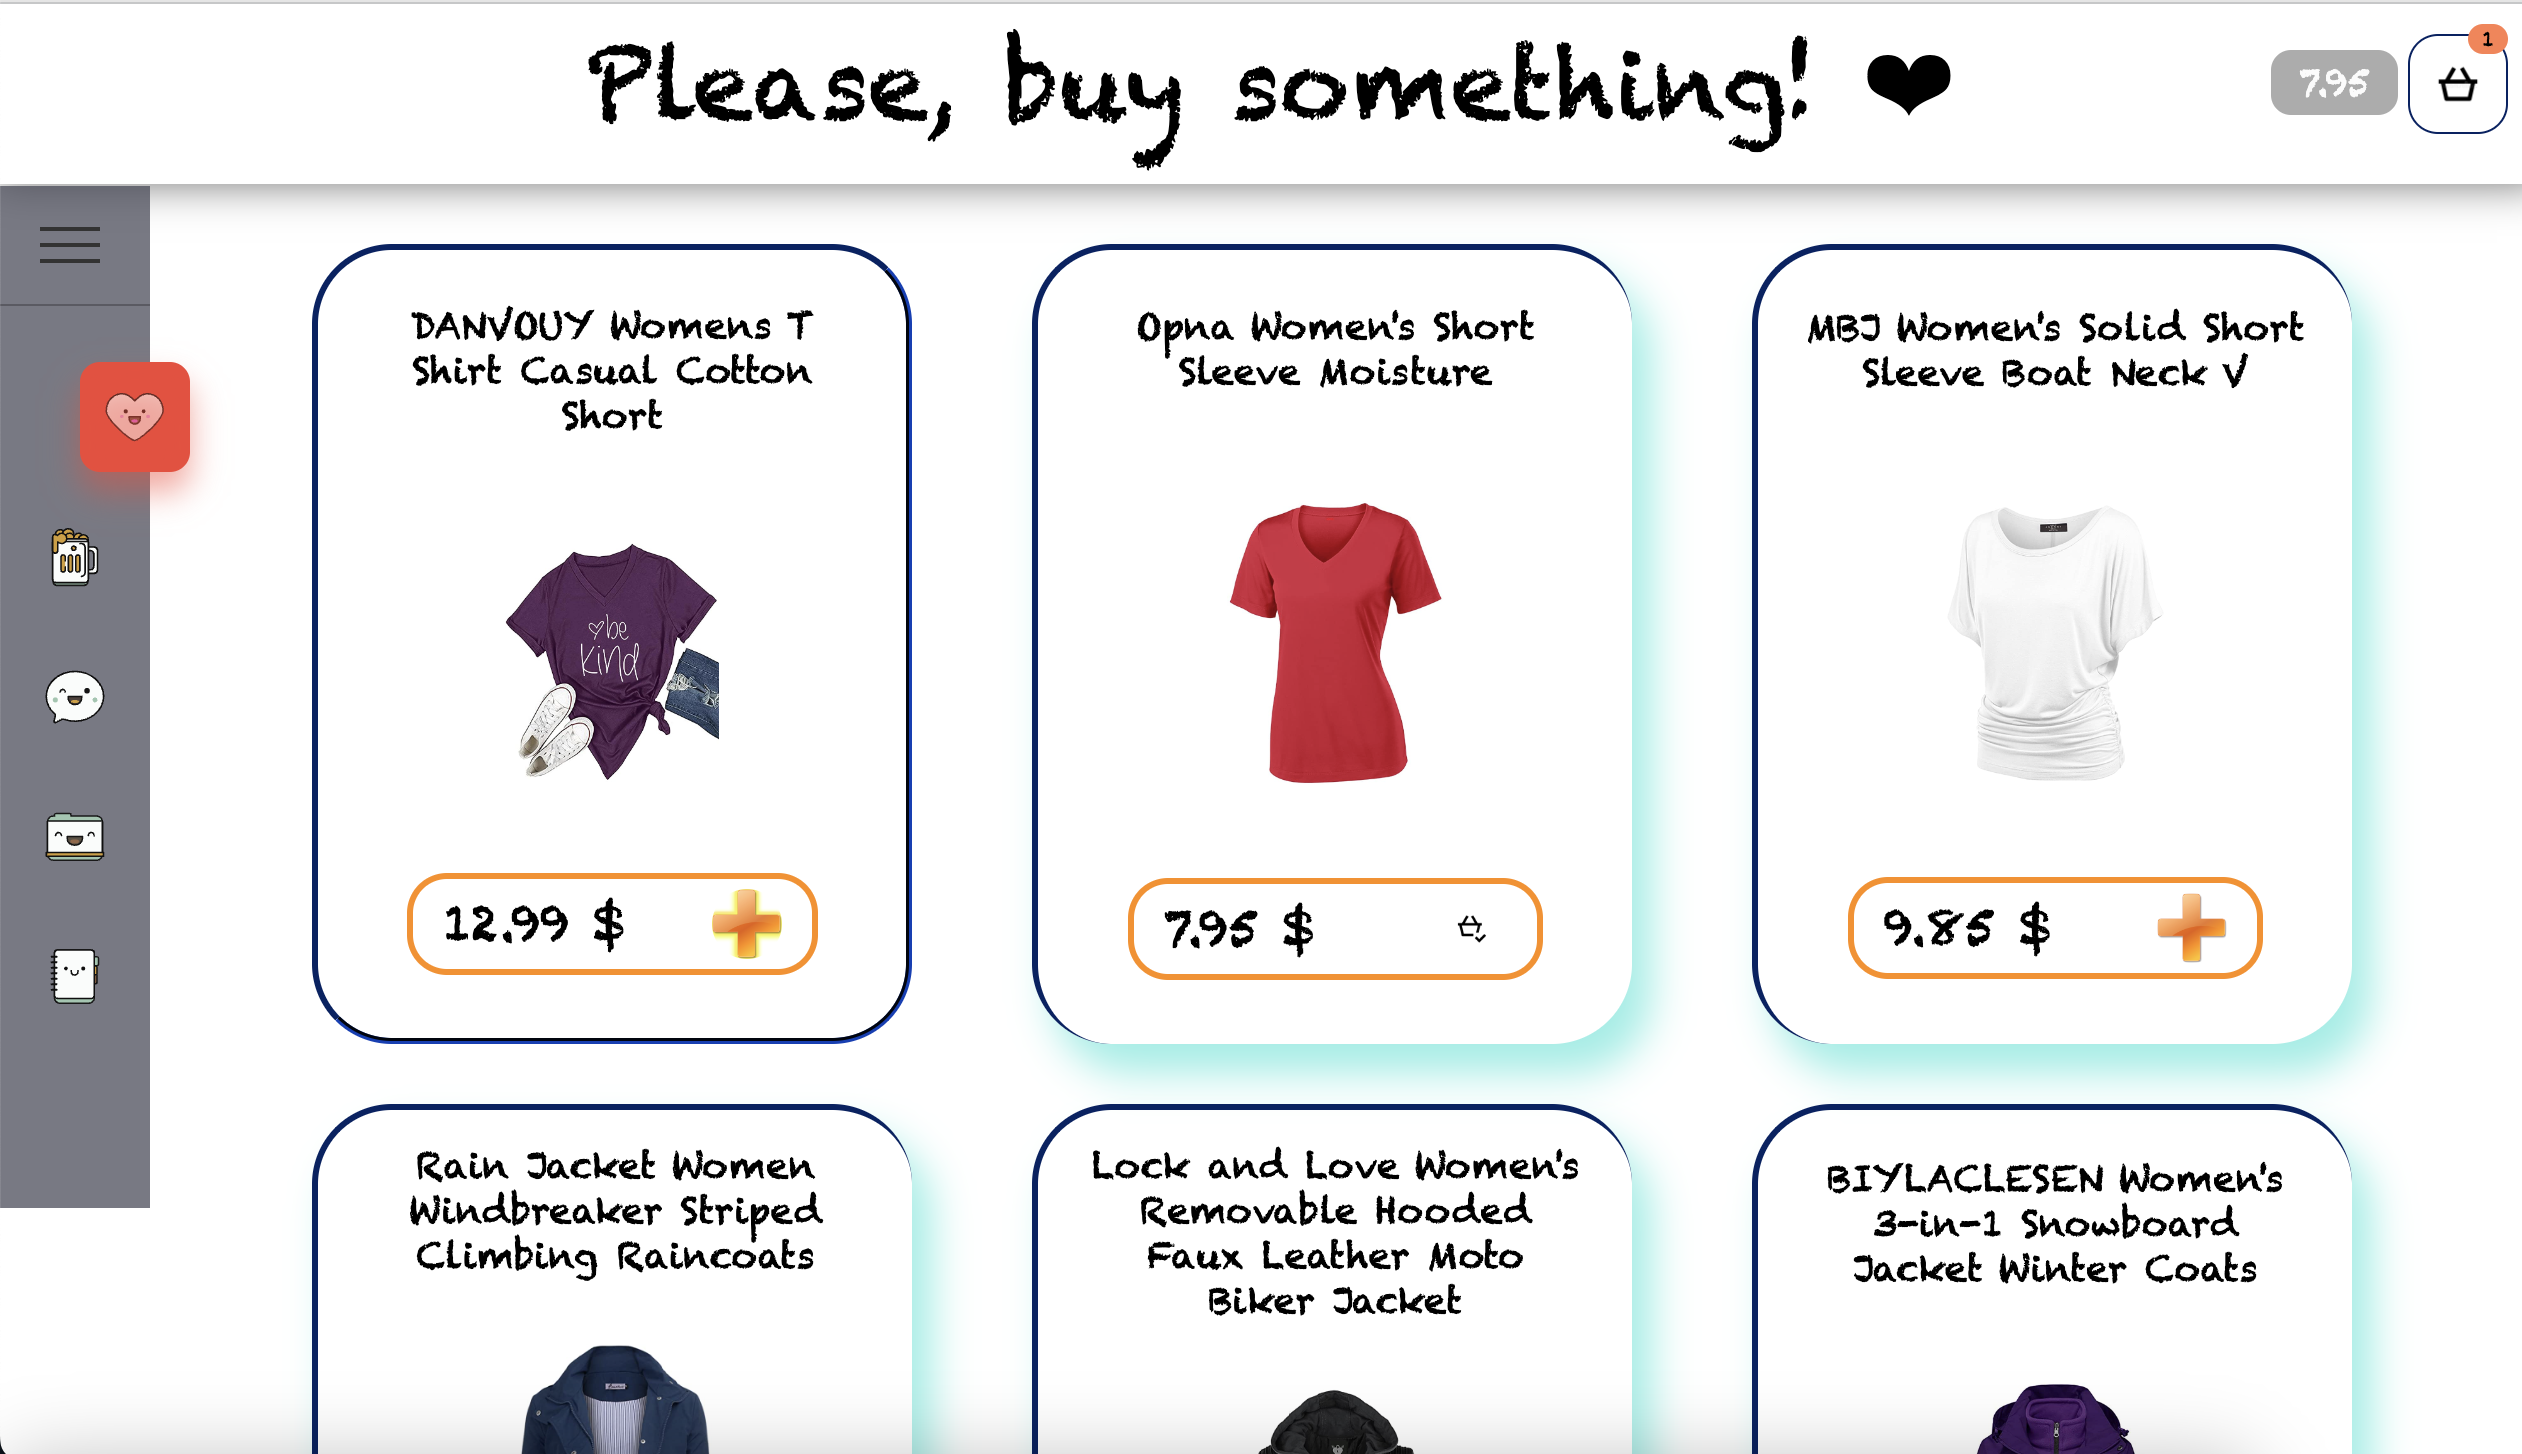 Please, buy something! ❤
7.95
1
DANVOUY Womens T
Shirt Casual Cotton
Short
be
kind
12.99 $
Opna Women's Short
Sleeve Moisture
7.95 $
MBJ Women's Solid Short
Sleeve Boat Neck V
9.85 $
Rain Jacket Women
Windbreaker Striped
Climbing Raincoats
Lock and Love Women's
Removable Hooded
Faux Leather Moto
Biker Jacket
BIYLACLESEN Women's
3-in-1 Snowboard
Jacket Winter Coats